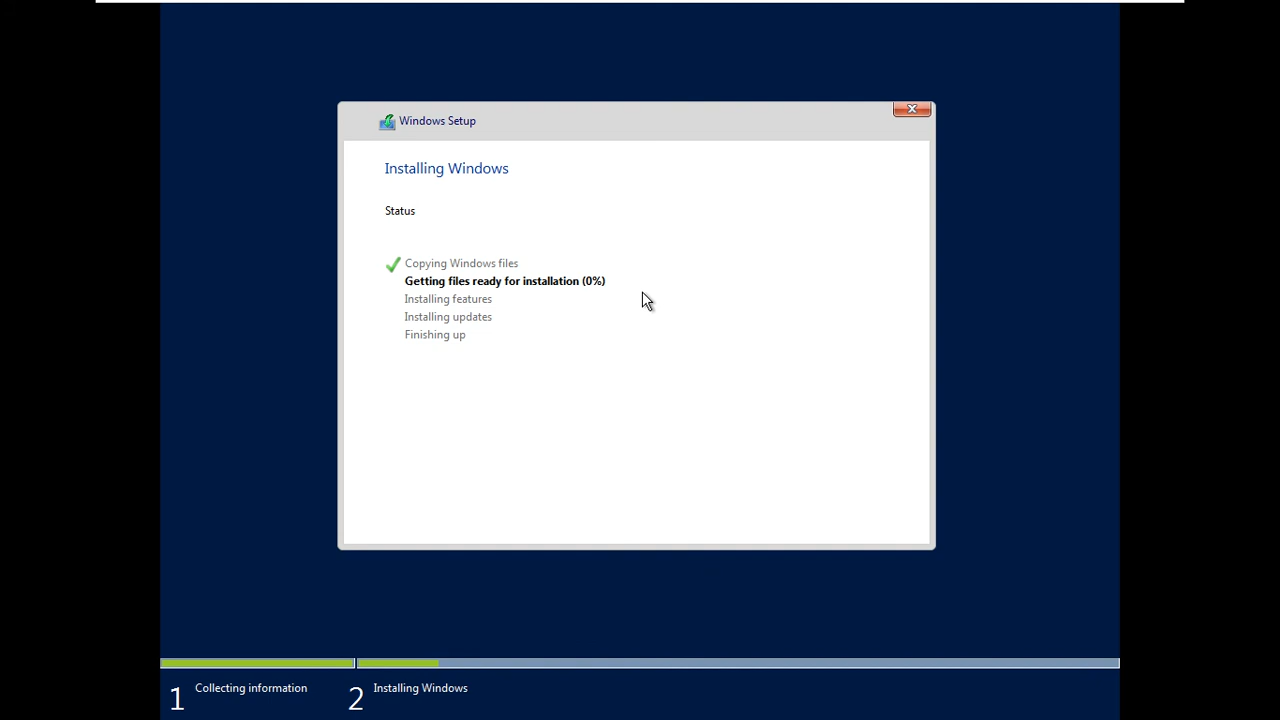 Windows Setup
Installing Windows
Status
Copying Windows files
Getting files ready for installation (0%)
Installing features
Installing updates
Finishing up
1 Collecting information
2 Installing Windows